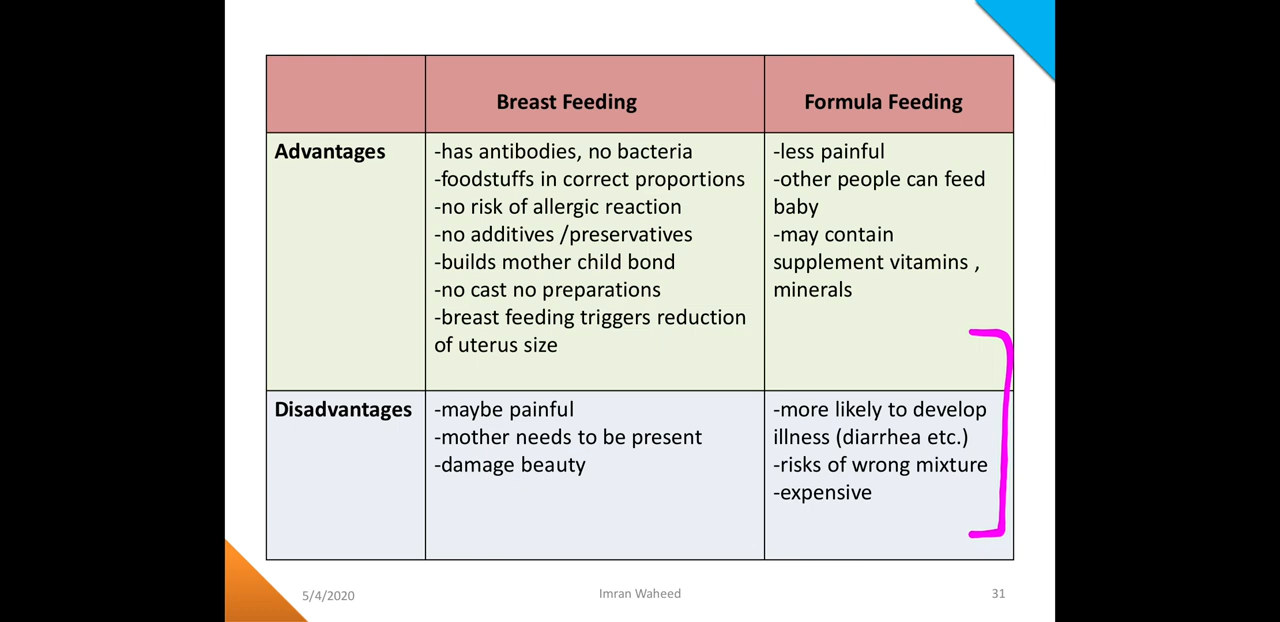 Breast Feeding
Formula Feeding
Advantages
-has antibodies, no bacteria
-foodstuffs in correct proportions
-no risk of allergic reaction
-no additives /preservatives
-builds mother child bond
-no cast no preparations
-breast feeding triggers reduction
of uterus size
-less painful
-other people can feed
baby
-may contain
supplement vitamins ,
minerals
Disadvantages
-maybe painful
-mother needs to be present
-damage beauty
-more likely to develop
illness (diarrhea etc.)
-risks of wrong mixture
-expensive
5/4/2020
Imran Waheed
31